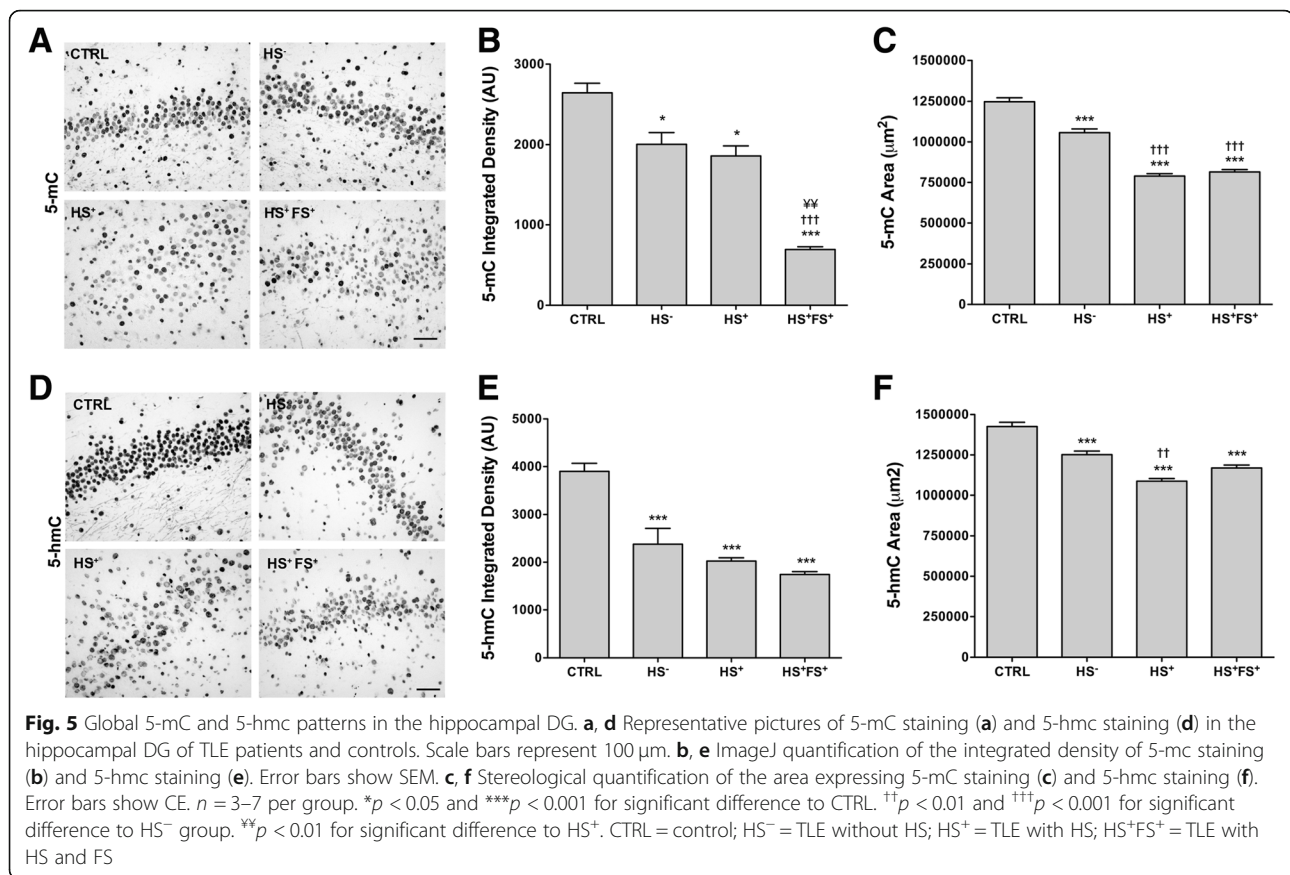 A
CTRL
HS-
HS+
HS+FS+
5-mC
B
5-mC Integrated Density (AU)
3000
2000
1000
0
*
*
¥¥
†††
***
CTRL
HS-
HS+
HS+FS+
C
5-mC Area (μm²)
1500000
1250000
1000000
750000
500000
250000
0
***
†††
***
†††
***
CTRL
HS-
HS+
HS+FS+
D
CTRL
HS-
HS+
HS+FS+
5-hmC
E
5-hmC Integrated Density (AU)
5000
4000
3000
2000
1000
0
***
***
***
CTRL
HS-
HS+
HS+FS+
F
5-hmC Area (μm2)
1500000
1250000
1000000
750000
500000
250000
0
***
††
***
***
CTRL
HS-
HS+
HS+FS+
Fig. 5 Global 5-mC and 5-hmc patterns in the hippocampal DG. a, d Representative pictures of 5-mC staining (a) and 5-hmc staining (d) in the
hippocampal DG of TLE patients and controls. Scale bars represent 100 μm. b, e ImageJ quantification of the integrated density of 5-mc staining
(b) and 5-hmc staining (e). Error bars show SEM. c, f Stereological quantification of the area expressing 5-mC staining (c) and 5-hmc staining (f).
Error bars show CE. n = 3–7 per group. *p < 0.05 and ***p < 0.001 for significant difference to CTRL. ††p < 0.01 and †††p < 0.001 for significant
difference to HS− group. ¥¥p < 0.01 for significant difference to HS+. CTRL = control; HS− = TLE without HS; HS+ = TLE with HS; HS+FS+ = TLE with
HS and FS